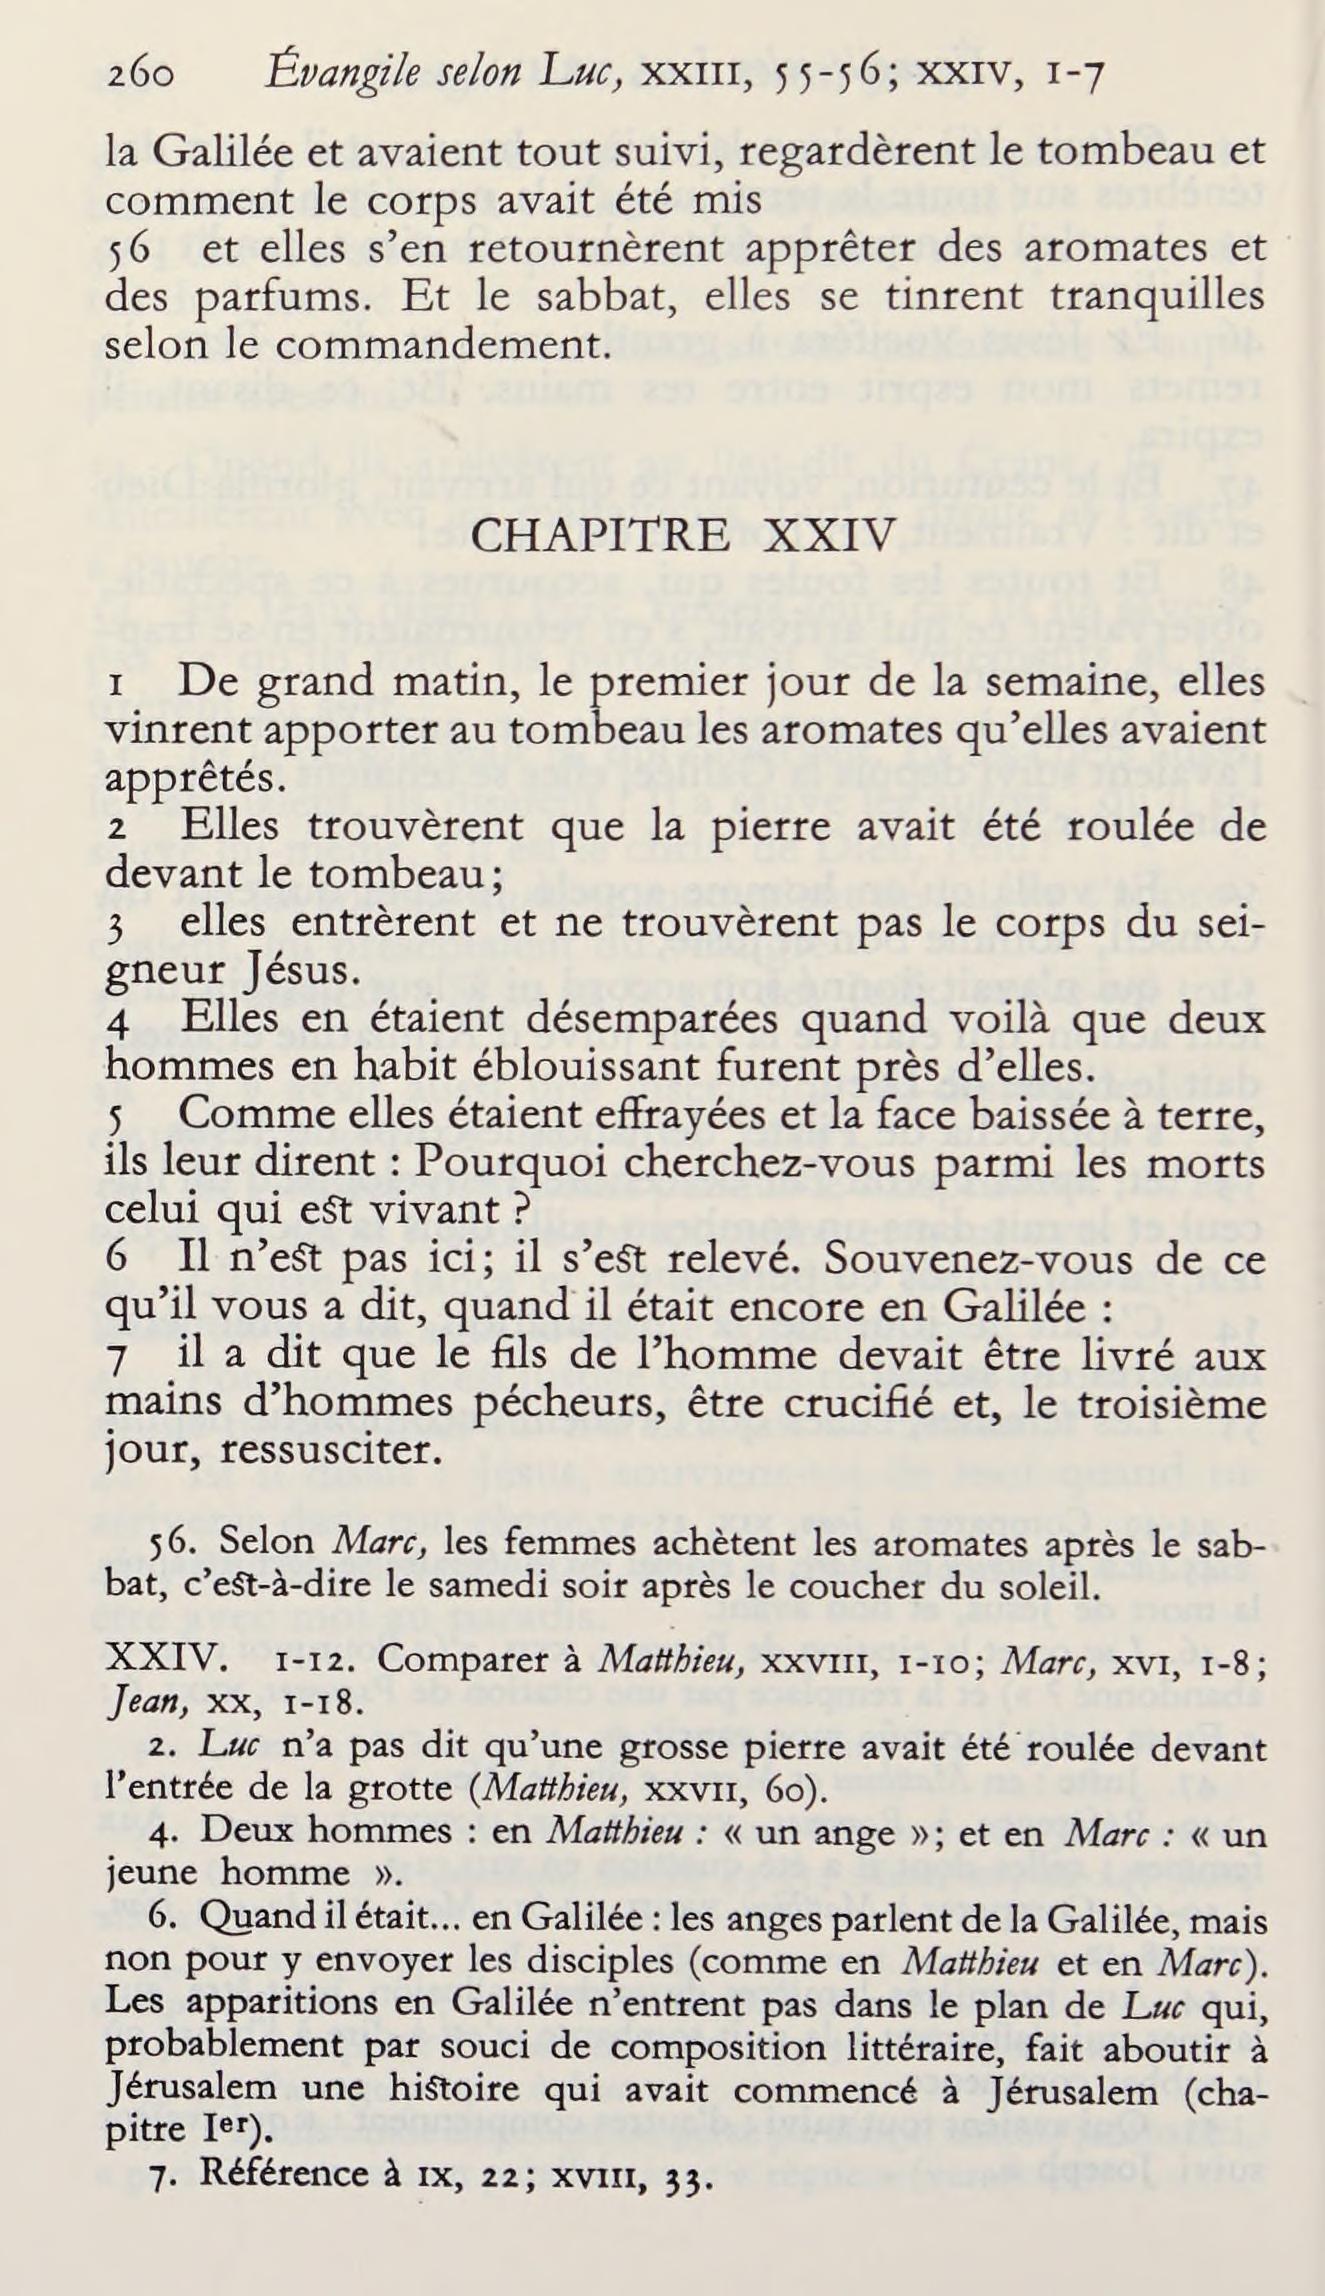 260 Évangile selon Luc, XXIII, 55-56; XXIV, 1-7
la Galilée et avaient tout suivi, regardèrent le tombeau et
comment le corps avait été mis
56 et elles s’en retournèrent apprêter des aromates et
des parfums. Et le sabbat, elles se tinrent tranquilles
selon le commandement.
CHAPITRE XXIV
1 De grand matin, le premier jour de la semaine, elles
vinrent apporter au tombeau les aromates qu’elles avaient
apprêtés.
2 Elles trouvèrent que la pierre avait été roulée de
devant le tombeau;
3 elles entrèrent et ne trouvèrent pas le corps du sei-
gneur Jésus.
4 Elles en étaient désemparées quand voilà que deux
hommes en habit éblouissant furent près d’elles.
5 Comme elles étaient effrayées et la face baissée à terre,
ils leur dirent : Pourquoi cherchez-vous parmi les morts
celui qui est vivant ?
6 Il n’est pas ici; il s’est relevé. Souvenez-vous de ce
qu’il vous a dit, quand il était encore en Galilée :
7 il a dit que le fils de l’homme devait être livré aux
mains d’hommes pécheurs, être crucifié et, le troisième
jour, ressusciter.
56. Selon Marc, les femmes achètent les aromates après le sab-
bat, c’est-à-dire le samedi soir après le coucher du soleil.
XXIV. 1-12. Comparer à Matthieu, XXVIII, 1-10; Marc, XVI, 1-8;
Jean, XX, 1-18.
2. Luc n’a pas dit qu’une grosse pierre avait été roulée devant
l’entrée de la grotte (Matthieu, XXVII, 60).
4. Deux hommes : en Matthieu : « un ange »; et en Marc : « un
jeune homme ».
6. Quand il était... en Galilée : les anges parlent de la Galilée, mais
non pour y envoyer les disciples (comme en Matthieu et en Marc).
Les apparitions en Galilée n’entrent pas dans le plan de Luc qui,
probablement par souci de composition littéraire, fait aboutir à
Jérusalem une histoire qui avait commencé à Jérusalem (cha-
pitre Ier).
7. Référence à IX, 22; XVIII, 33.